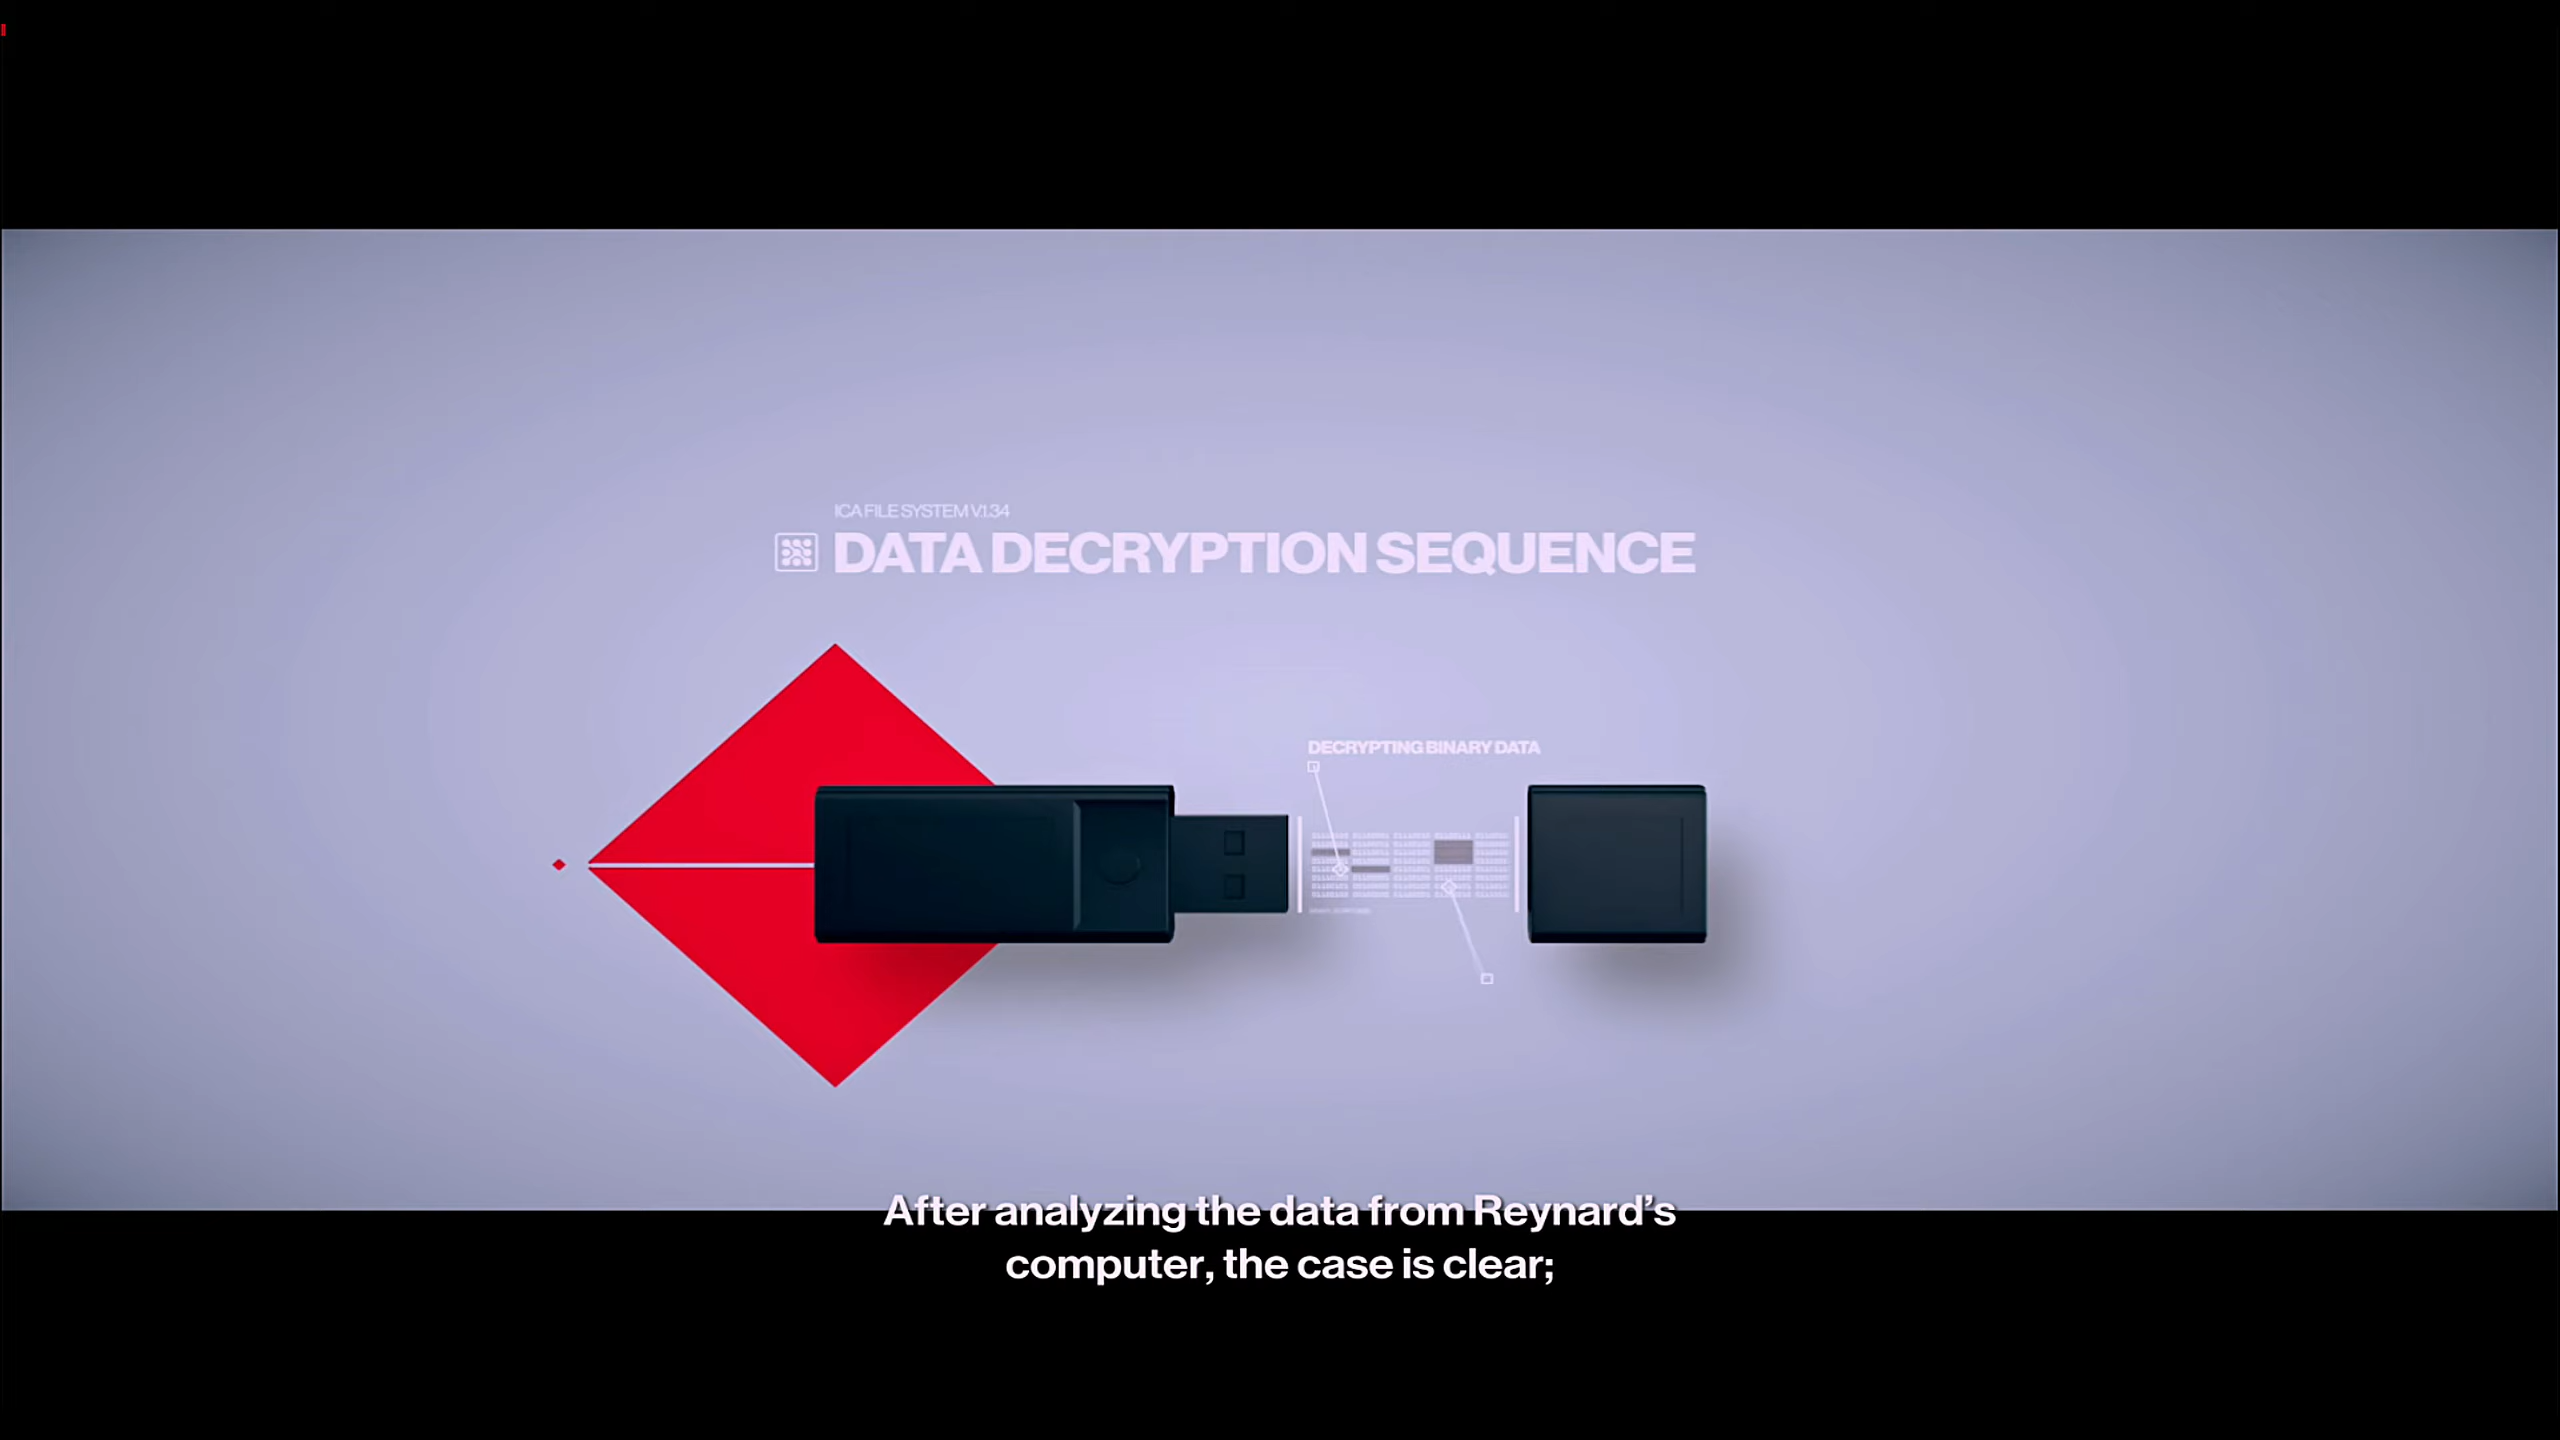 ICA FILE SYSTEM V1.34
DATA DECRYPTION SEQUENCE
DECRYPTING BINARY DATA
After analyzing the data from Reynard’s
computer, the case is clear;